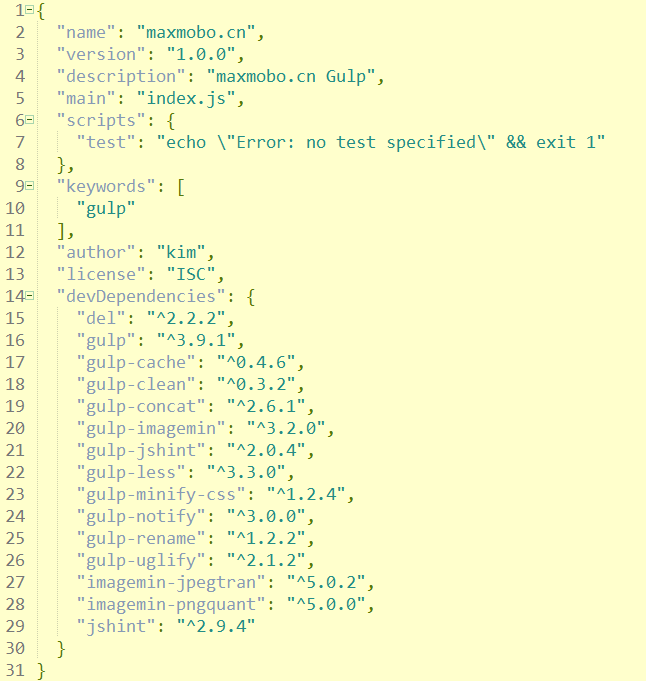 1 {
2   "name": "maxmobo.cn",
3   "version": "1.0.0",
4   "description": "maxmobo.cn Gulp",
5   "main": "index.js",
6   "scripts": {
7     "test": "echo \"Error: no test specified\" && exit 1"
8   },
9   "keywords": [
10     "gulp"
11   ],
12   "author": "kim",
13   "license": "ISC",
14   "devDependencies": {
15     "del": "^2.2.2",
16     "gulp": "^3.9.1",
17     "gulp-cache": "^0.4.6",
18     "gulp-clean": "^0.3.2",
19     "gulp-concat": "^2.6.1",
20     "gulp-imagemin": "^3.2.0",
21     "gulp-jshint": "^2.0.4",
22     "gulp-less": "^3.3.0",
23     "gulp-minify-css": "^1.2.4",
24     "gulp-notify": "^3.0.0",
25     "gulp-rename": "^1.2.2",
26     "gulp-uglify": "^2.1.2",
27     "imagemin-jpegtran": "^5.0.2",
28     "imagemin-pngquant": "^5.0.0",
29     "jshint": "^2.9.4"
30   }
31 }